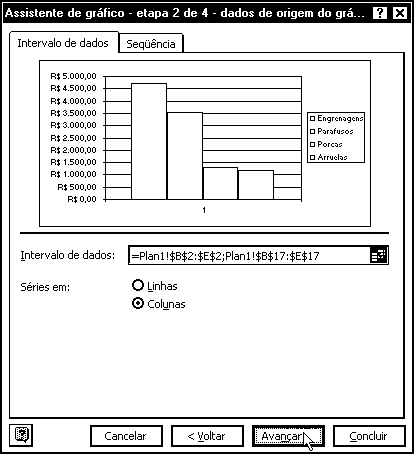 Assistente de gráfico - etapa 2 de 4 - dados de origem do grá... ?
Intervalo de dados Seqüência
R$ 5.000,00
R$ 4.500,00
R$ 4.000,00
R$ 3.500,00
R$ 3.000,00
R$ 2.500,00
R$ 2.000,00
R$ 1.500,00
R$ 1.000,00
R$ 500,00
R$ 0,00
1
Engrenagens
Parafusos
Porcas
Arruelas
Intervalo de dados: =Plan1!$B$2:$E$2;Plan1!$B$17:$E$17
Séries em: Linhas
Colunas
? Cancelar < Voltar Avançar Concluir